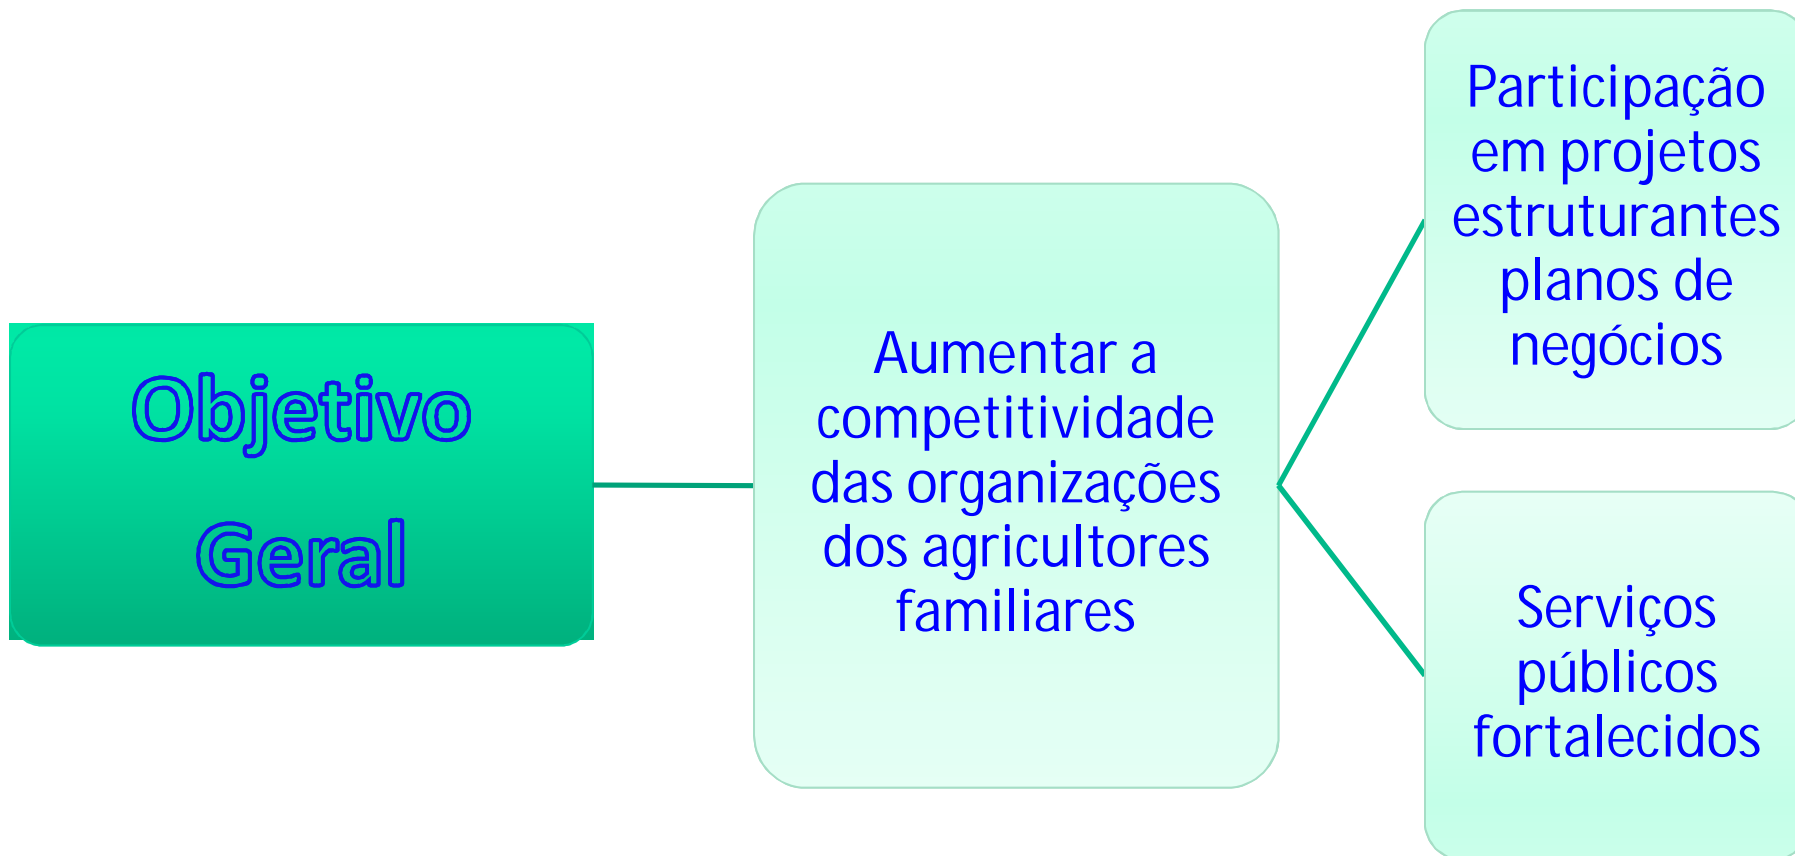 Objetivo
Geral
Aumentar a
competitividade
das organizações
dos agricultores
familiares
Participação
em projetos
estruturantes
planos de
negócios
Serviços
públicos
fortalecidos